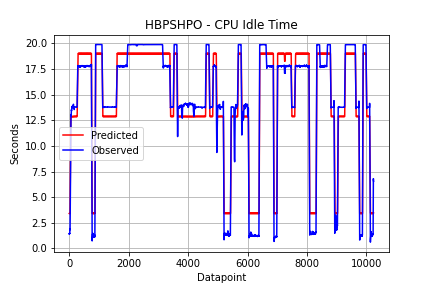 HBPSHPO - CPU Idle Time
Seconds
20.0
17.5
15.0
12.5
10.0
7.5
5.0
2.5
0.0
Predicted
Observed
0 2000 4000 6000 8000 10000
Datapoint